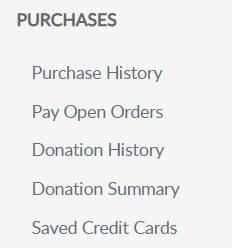 PURCHASES
Purchase History
Pay Open Orders
Donation History
Donation Summary
Saved Credit Cards